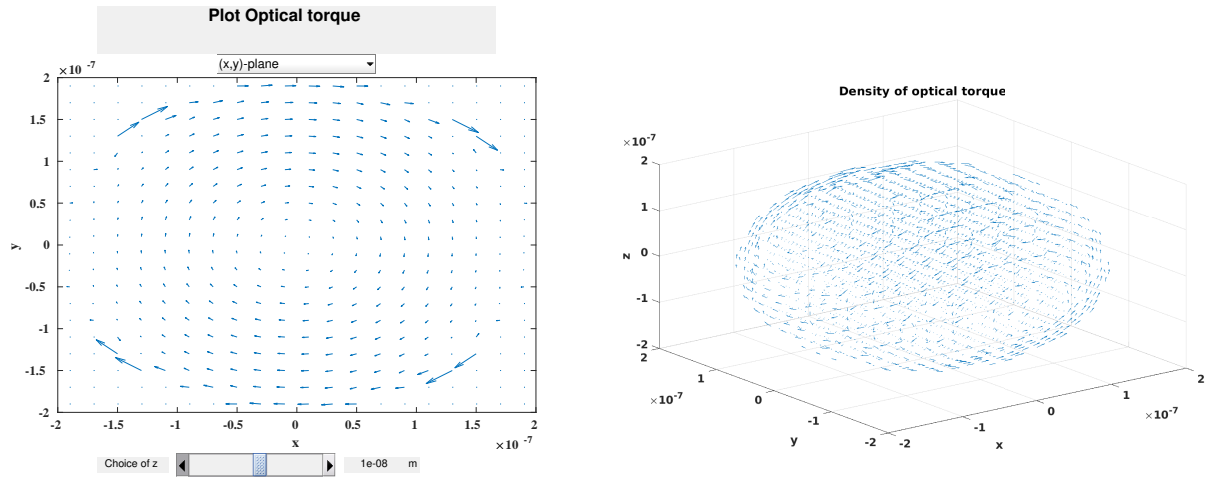 Plot Optical torque
(x,y)-plane
×10 -7
2
1.5
1
0.5
0
-0.5
-1
-1.5
-2
y
-2 -1.5 -1 -0.5 0 0.5 1 1.5 2
x
×10 -7
Choice of z 1e-08 m
Density of optical torque
×10-7
2
1
0
-1
-2
z
2
1
0
-1
-2
×10-7
y
-2
-1
0
1
2
×10-7
x